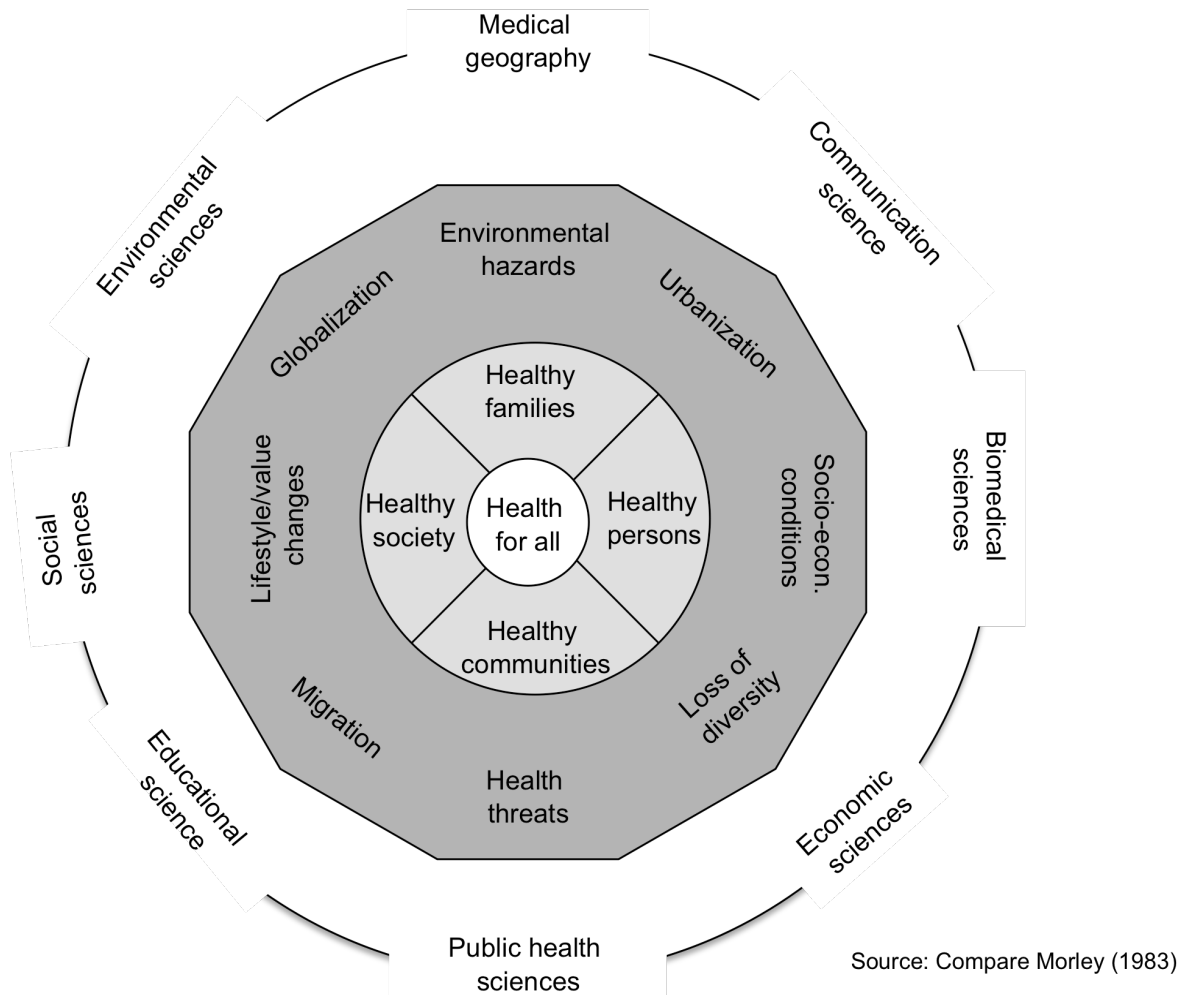 Medical
geography
Communication
science
Biomedical
sciences
Economic
sciences
Public health
sciences
Educational
science
Social
sciences
Environmental
sciences
Environmental
hazards
Urbanization
Socio-econ.
conditions
Loss of
diversity
Health
threats
Migration
Lifestyle/value
changes
Globalization
Healthy
families
Healthy
persons
Healthy
communities
Healthy
society
Health
for all
Source: Compare Morley (1983)